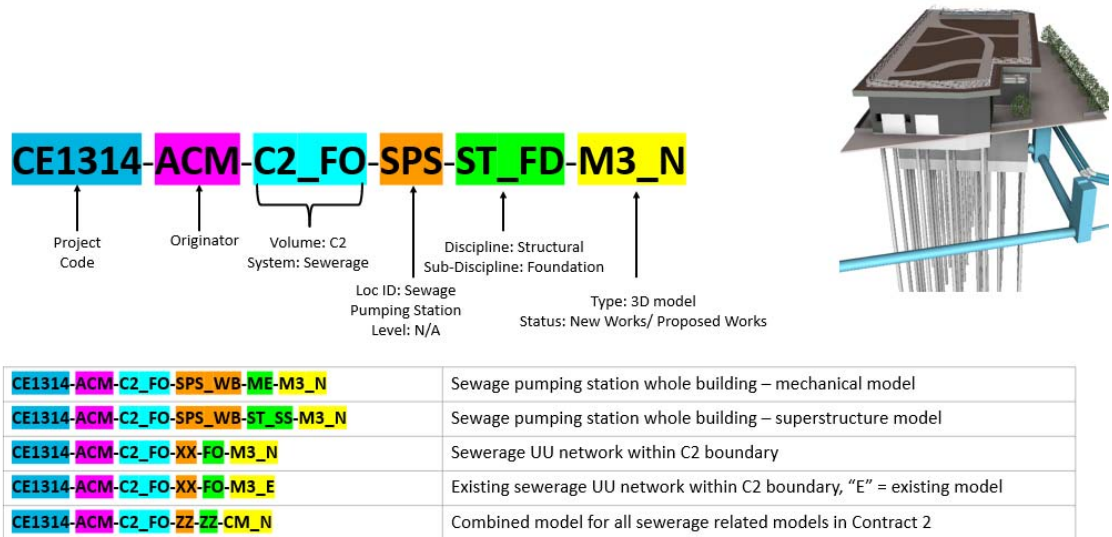 CE1314-ACM-C2_FO-SPS-ST_FD-M3_N
Project
Code
Originator
Volume: C2
System: Sewerage
Loc ID: Sewage
Pumping Station
Level: N/A
Discipline: Structural
Sub-Discipline: Foundation
Type: 3D model
Status: New Works/ Proposed Works
CE1314-ACM-C2_FO-SPS_WB-ME-M3_N Sewage pumping station whole building – mechanical model
CE1314-ACM-C2_FO-SPS_WB-ST_SS-M3_N Sewage pumping station whole building – superstructure model
CE1314-ACM-C2_FO-XX-FO-M3_N Sewerage UU network within C2 boundary
CE1314-ACM-C2_FO-XX-FO-M3_E Existing sewerage UU network within C2 boundary, “E” = existing model
CE1314-ACM-C2_FO-ZZ-ZZ-CM_N Combined model for all sewerage related models in Contract 2